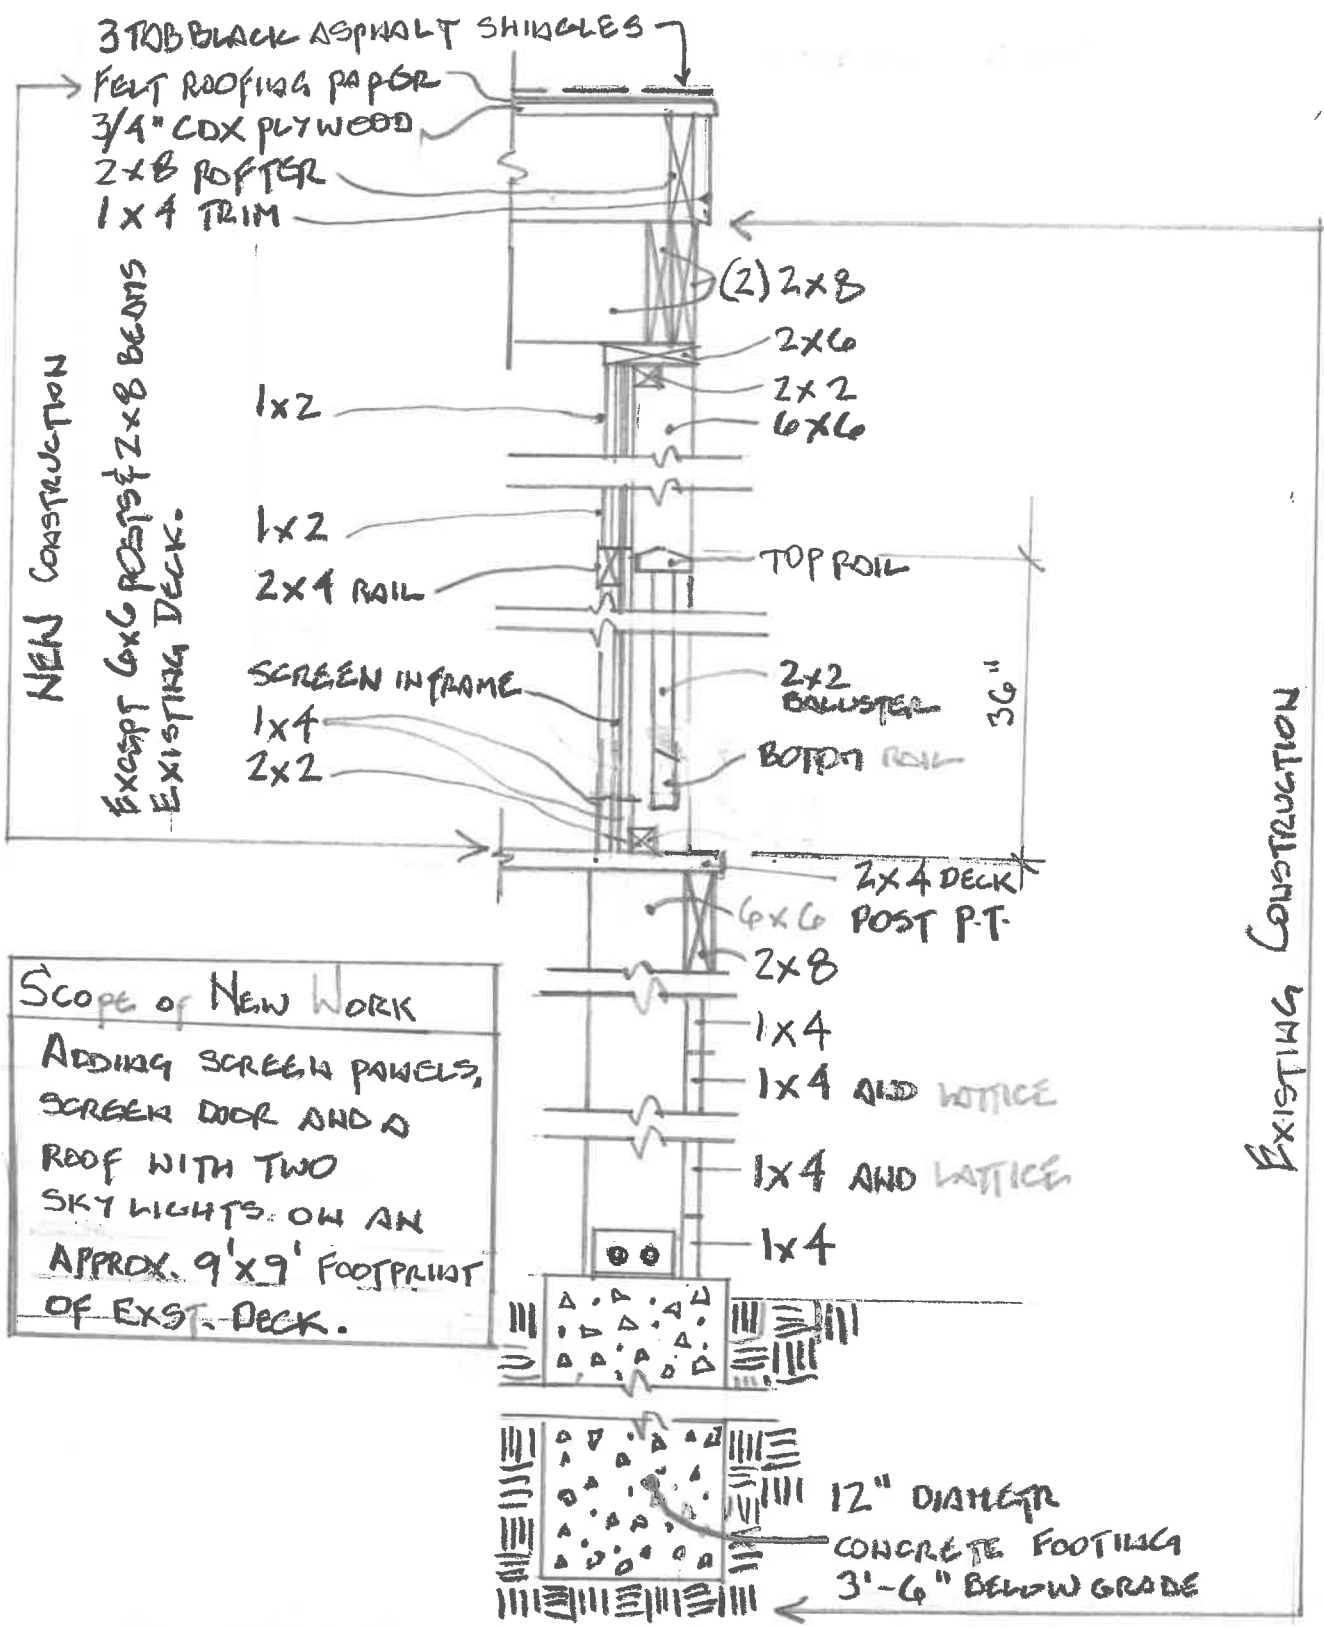 3 TAB BLACK ASPHALT SHINGLES
FELT ROOFING PAPER
3/4" CDX PLYWOOD
2x8 RAFTER
1x4 TRIM
NEW CONSTRUCTION
EXCEPT 6x6 POSTS & 2x8 BEAMS
EXISTING DECK.
(2) 2x8
2x6
2x2
6x6
1x2
1x2
2x4 RAIL
TOP RAIL
SCREEN IN FRAME
1x4
2x2
2x2
BALUSTER
BOTOM RAIL
36"
2x4 DECK
6x6 POST P.T.
2x8
1x4
1x4 AND LATTICE
1x4 AND LATTICE
1x4
EXISTING CONSTRUCTION
SCOPE OF NEW WORK
ADDING SCREEN PANELS,
SCREEN DOOR AND A
ROOF WITH TWO
SKY LIGHTS ON AN
APPROX. 9'x9' FOOTPRINT
OF EXST. DECK.
12" DIAMETR
CONCRETE FOOTING
3'-6" BELOW GRADE